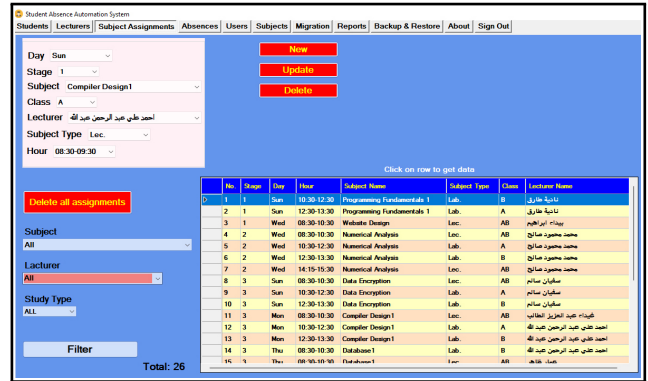 Student Absence Automation System
Students Lecturers Subject Assignments Absences Users Subjects Migration Reports Backup & Restore About Sign Out
Day Sun
Stage 1
Subject Compiler Design1
Class A
Lecturer احمد علي عبد الرحمن عبد الله
Subject Type Lec.
Hour 08:30-09:30
New
Update
Delete
Click on row to get data
Delete all assignments
Subject
All
Lacturer
All
Study Type
ALL
Filter
Total: 26
No. Stage Day Hour Subject Name Subject Type Class Lecturer Name
1 1 Sun 10:30-12:30 Programming Fundamentals 1 Lab. B نادية طارق
2 1 Sun 12:30-13:30 Programming Fundamentals 1 Lab. A نادية طارق
3 1 Wed 08:30-10:30 Website Design Lec. AB بيداء ابراهيم
4 2 Wed 08:30-10:30 Numerical Analysis Lec. AB محمد محمود صالح
5 2 Wed 10:30-12:30 Numerical Analysis Lab. A محمد محمود صالح
6 2 Wed 12:30-13:30 Numerical Analysis Lab. B محمد محمود صالح
7 2 Wed 14:15-15:30 Numerical Analysis Lec. AB محمد محمود صالح
8 3 Sun 08:30-10:30 Data Encryption Lec. AB سفيان سالم
9 3 Sun 10:30-12:30 Data Encryption Lab. A سفيان سالم
10 3 Sun 12:30-13:30 Data Encryption Lab. B سفيان سالم
11 3 Mon 08:30-10:30 Compiler Design1 Lec. AB غيداء عبد العزيز الطالب
12 3 Mon 10:30-12:30 Compiler Design1 Lab. A احمد علي عبد الرحمن عبد الله
13 3 Mon 12:30-13:30 Compiler Design1 Lab. B احمد علي عبد الرحمن عبد الله
14 3 Thu 08:30-10:30 Database1 Lab. B احمد علي عبد الرحمن عبد الله
15 3 Thu 08:30-10:30 Database1 Lec. AB